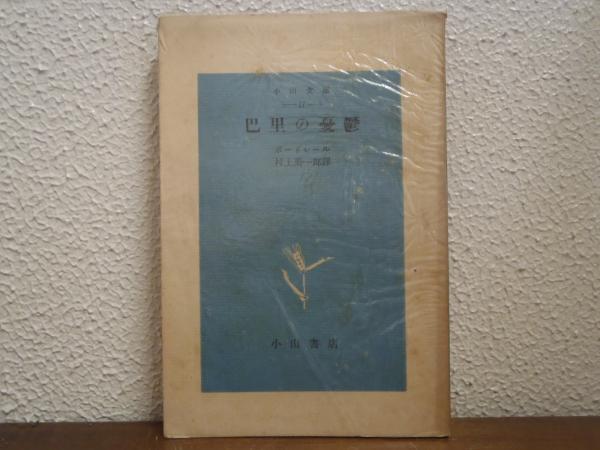 小山文庫
11
巴里の憂鬱
ボードレール
村上菊一郎譯
小山書店